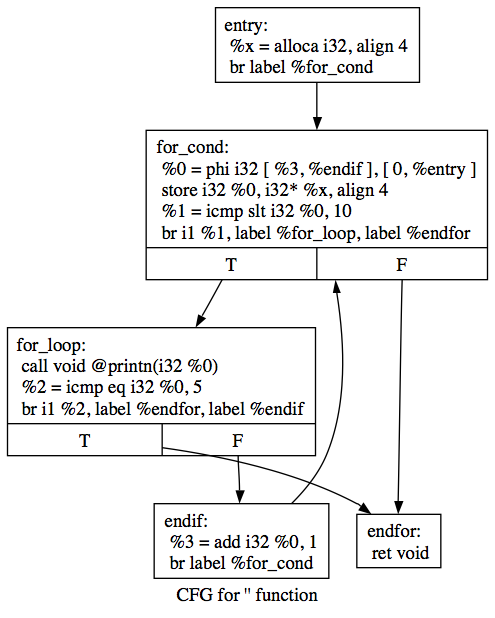 entry:
%x = alloca i32, align 4
br label %for_cond
for_cond:
%0 = phi i32 [ %3, %endif ], [ 0, %entry ]
store i32 %0, i32* %x, align 4
%1 = icmp slt i32 %0, 10
br i1 %1, label %for_loop, label %endfor
T
F
for_loop:
call void @printn(i32 %0)
%2 = icmp eq i32 %0, 5
br i1 %2, label %endfor, label %endif
T
F
endif:
%3 = add i32 %0, 1
br label %for_cond
endfor:
ret void
CFG for '' function